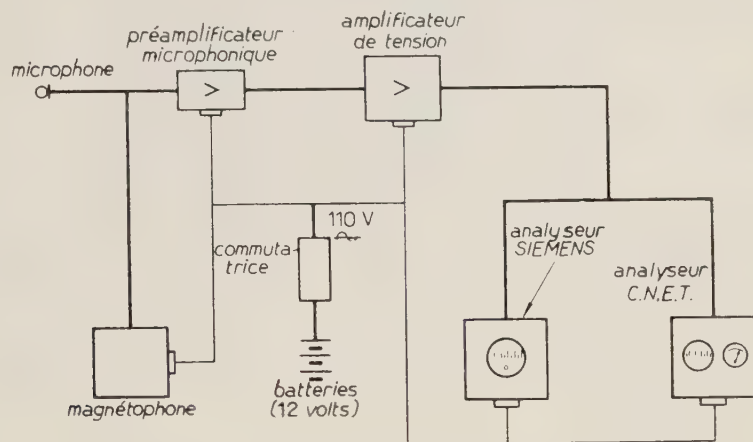 préamplificateur
microphonique
amplificateur
de tension
microphone
>
>
110 V
commuta
trice
analyseur
SIEMENS
analyseur
C.N.E.T.
magnétophone
batteries
(12 volts)